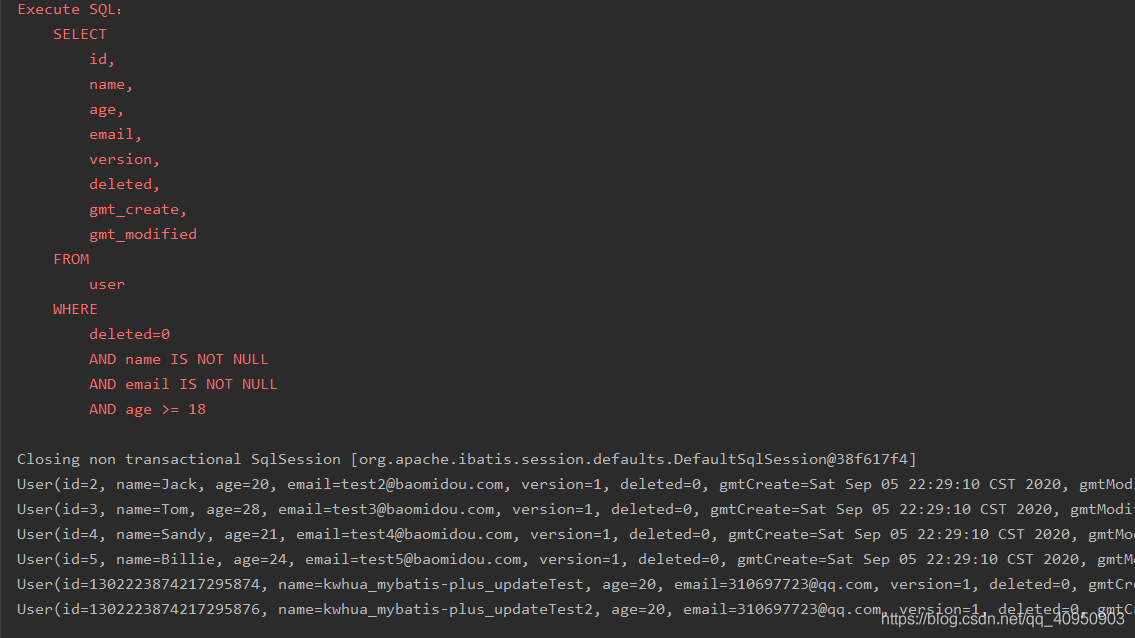 Execute SQL：
SELECT
id,
name,
age,
email,
version,
deleted,
gmt_create,
gmt_modified
FROM
user
WHERE
deleted=0
AND name IS NOT NULL
AND email IS NOT NULL
AND age >= 18
Closing non transactional SqlSession [org.apache.ibatis.session.defaults.DefaultSqlSession@38f617f4]
User(id=2, name=Jack, age=20, email=test2@baomidou.com, version=1, deleted=0, gmtCreate=Sat Sep 05 22:29:10 CST 2020, gmtModi
User(id=3, name=Tom, age=28, email=test3@baomidou.com, version=1, deleted=0, gmtCreate=Sat Sep 05 22:29:10 CST 2020, gmtModif
User(id=4, name=Sandy, age=21, email=test4@baomidou.com, version=1, deleted=0, gmtCreate=Sat Sep 05 22:29:10 CST 2020, gmtMod
User(id=5, name=Billie, age=24, email=test5@baomidou.com, version=1, deleted=0, gmtCreate=Sat Sep 05 22:29:10 CST 2020, gmtMo
User(id=1302223874217295874, name=kwhua_mybatis-plus_updateTest, age=20, email=310697723@qq.com, version=1, deleted=0, gmtCre
User(id=1302238742172958​76, name=kwhua_mybatis-plus_updateTest2, age=20, email=310697723@qq.com, version=1, deleted=0, gmtC
https://blog.csdn.net/qq_40950903